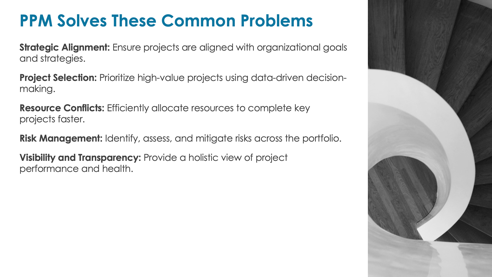 PPM Solves These Common Problems
Strategic Alignment: Ensure projects are aligned with organizational goals
and strategies.
Project Selection: Prioritize high-value projects using data-driven decision-
making.
Resource Conflicts: Efficiently allocate resources to complete key
projects faster.
Risk Management: Identify, assess, and mitigate risks across the portfolio.
Visibility and Transparency: Provide a holistic view of project
performance and health.